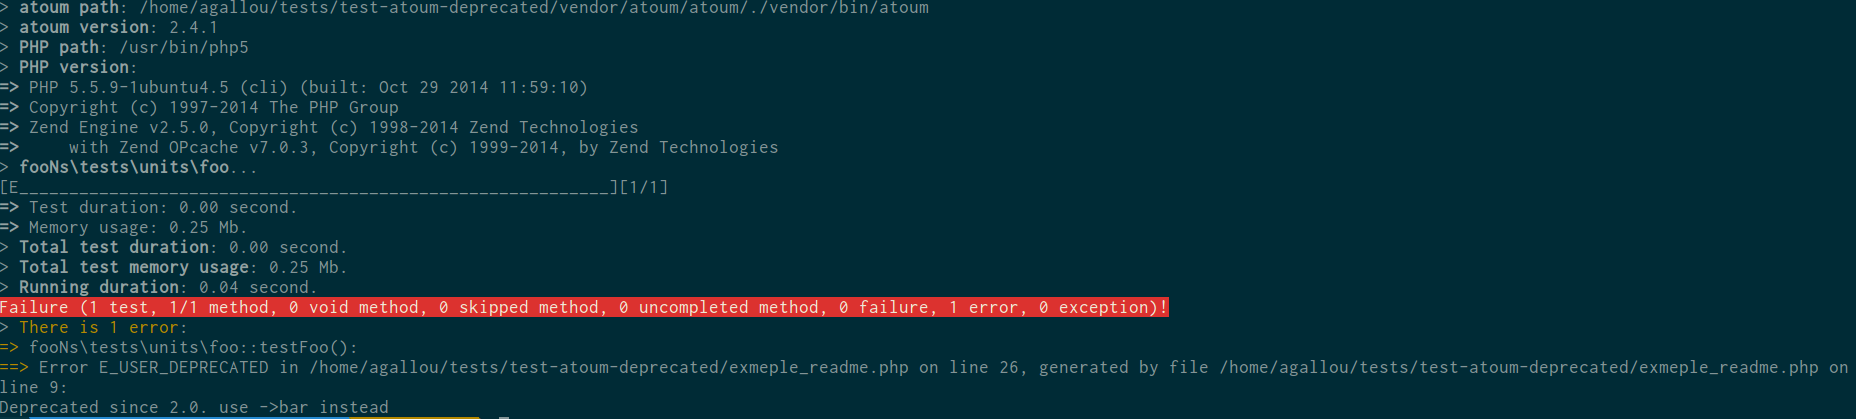 > atoum path: /home/agallou/tests/test-atoum-deprecated/vendor/atoum/atoum/./vendor/bin/atoum
> atoum version: 2.4.1
> PHP path: /usr/bin/php5
> PHP version:
=> PHP 5.5.9-1ubuntu4.5 (cli) (built: Oct 29 2014 11:59:10)
=> Copyright (c) 1997-2014 The PHP Group
=> Zend Engine v2.5.0, Copyright (c) 1998-2014 Zend Technologies
=>     with Zend OPcache v7.0.3, Copyright (c) 1999-2014, by Zend Technologies
> fooNs\tests\units\foo...
[E___________________________________________________________][1/1]
=> Test duration: 0.00 second.
=> Memory usage: 0.25 Mb.
> Total test duration: 0.00 second.
> Total test memory usage: 0.25 Mb.
> Running duration: 0.04 second.
Failure (1 test, 1/1 method, 0 void method, 0 skipped method, 0 uncompleted method, 0 failure, 1 error, 0 exception)!
> There is 1 error:
=> fooNs\tests\units\foo::testFoo():
==> Error E_USER_DEPRECATED in /home/agallou/tests/test-atoum-deprecated/exmeple_readme.php on line 26, generated by file /home/agallou/tests/test-atoum-deprecated/exmeple_readme.php on
line 9:
Deprecated since 2.0. use ->bar instead